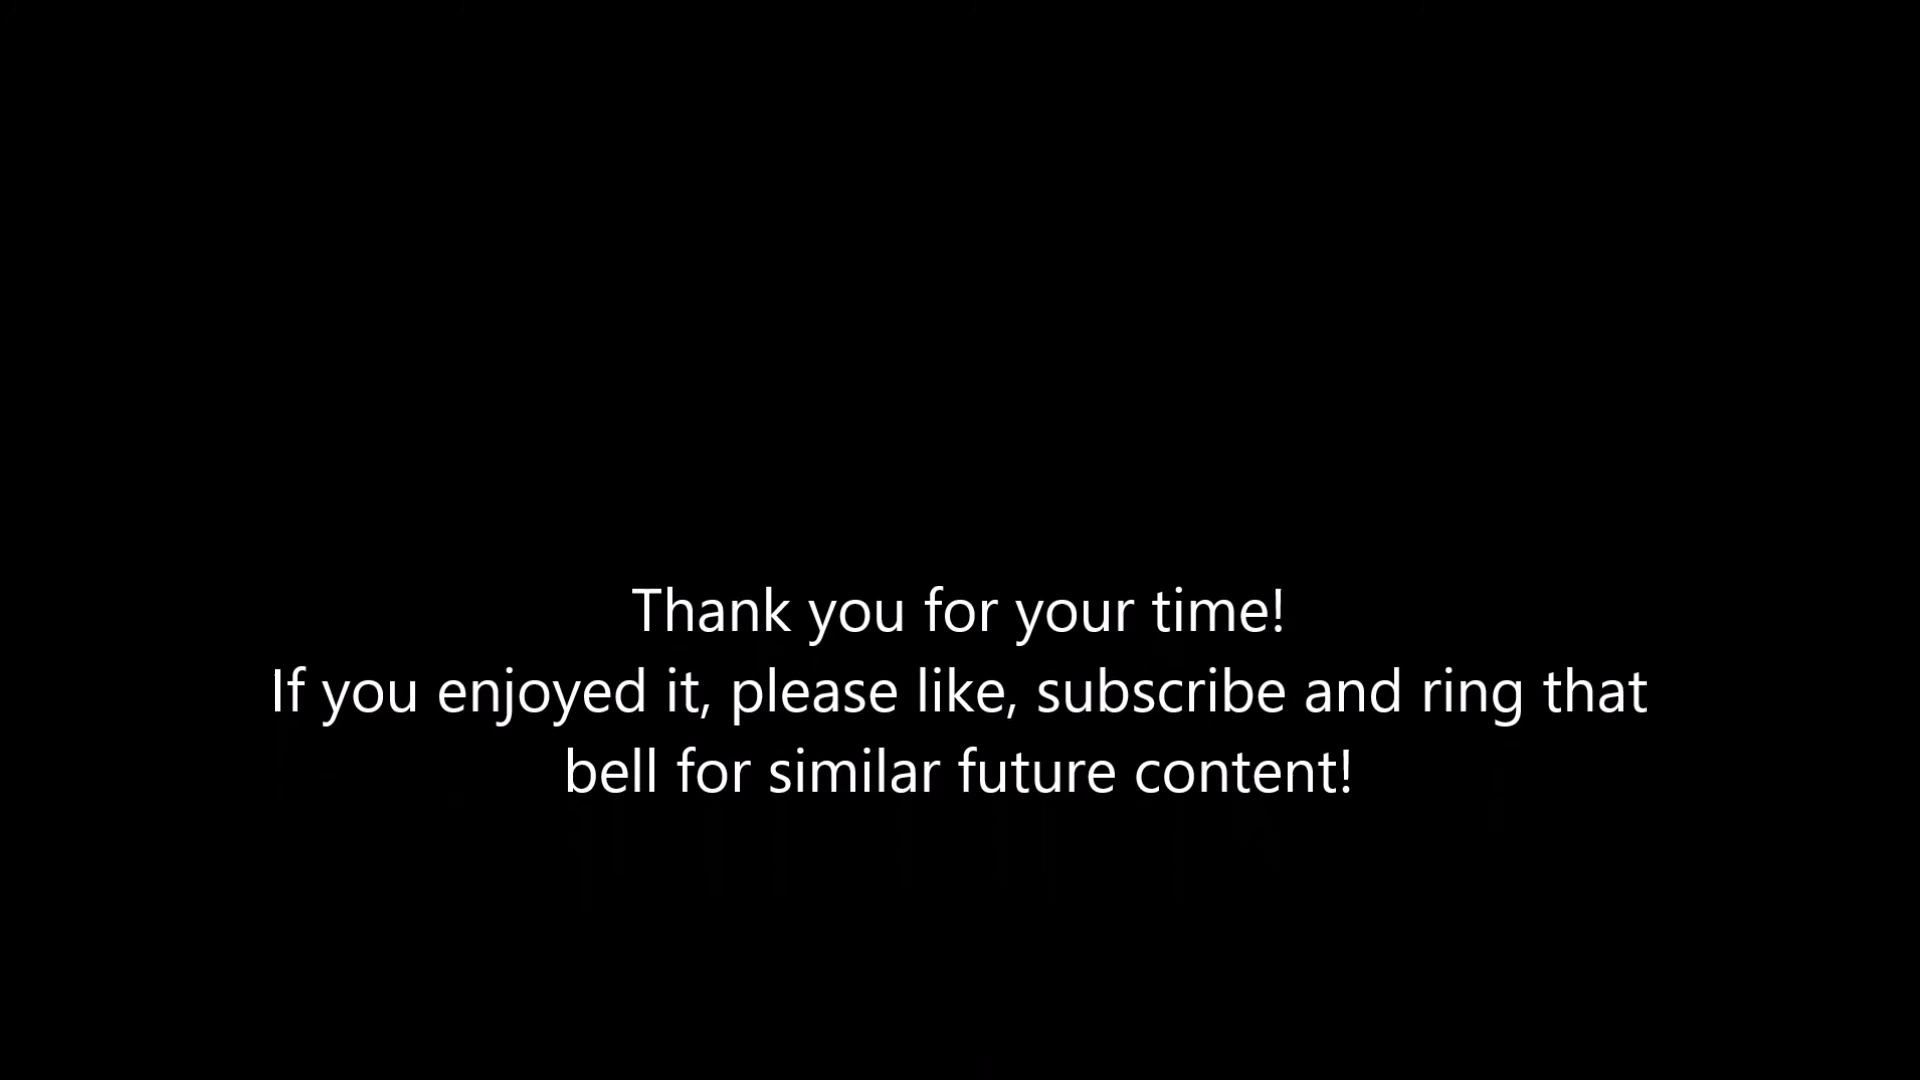 Thank you for your time!
If you enjoyed it, please like, subscribe and ring that
bell for similar future content!